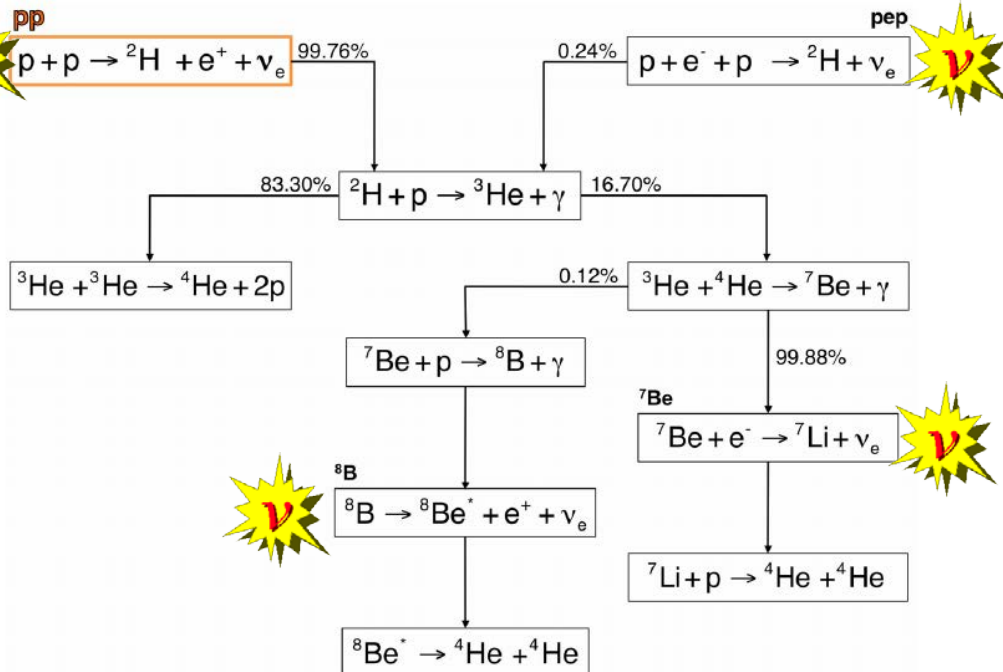 pp
pep
p + p → ²H + e⁺ + νₑ
99.76%
0.24%
p + e⁻ + p → ²H + νₑ
ν
83.30%
²H + p → ³He + γ
16.70%
³He + ³He → ⁴He + 2p
0.12%
³He + ⁴He → ⁷Be + γ
⁷Be + p → ⁸B + γ
99.88%
⁷Be
⁷Be + e⁻ → ⁷Li + νₑ
ν
⁸B
ν
⁸B → ⁸Be* + e⁺ + νₑ
⁷Li + p → ⁴He + ⁴He
⁸Be* → ⁴He + ⁴He